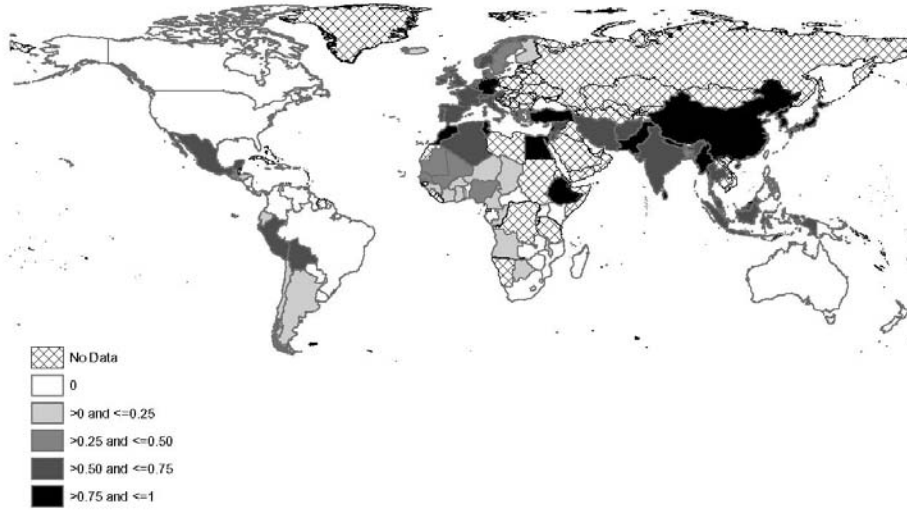 No Data
0
>0 and <=0.25
>0.25 and <=0.50
>0.50 and <=0.75
>0.75 and <=1